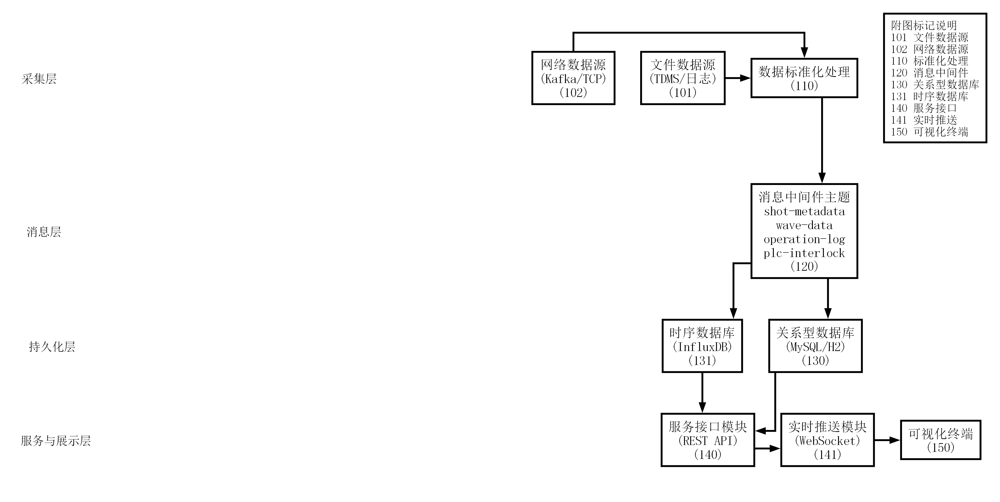 附图标记说明
101 文件数据源
102 网络数据源
110 标准化处理
120 消息中间件
130 关系型数据库
131 时序数据库
140 服务接口
141 实时推送
150 可视化终端
采集层
网络数据源
(Kafka/TCP)
(102)
文件数据源
(TDMS/日志)
(101)
数据标准化处理
(110)
消息层
消息中间件主题
shot-metadata
wave-data
operation-log
plc-interlock
(120)
持久化层
时序数据库
(InfluxDB)
(131)
关系型数据库
(MySQL/H2)
(130)
服务与展示层
服务接口模块
(REST API)
(140)
实时推送模块
(WebSocket)
(141)
可视化终端
(150)